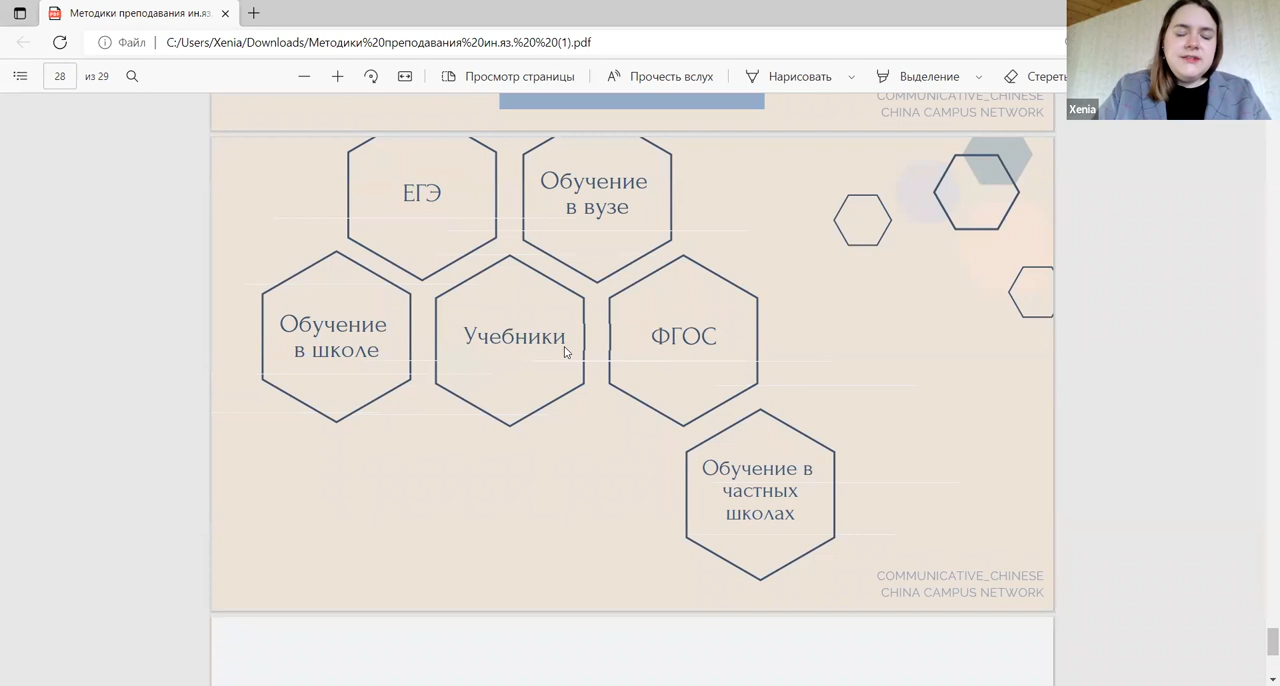 Методики преподавания ин.яз.
Файл
C:/Users/Xenia/Downloads/Методики%20преподавания%20ин.яз.%20%20(1).pdf
28
из 29
Просмотр страницы
Прочесть вслух
Нарисовать
Выделение
Стереть
Xenia
COMMUNICATIVE_CHINESE
CHINA CAMPUS NETWORK
ЕГЭ
Обучение
в вузе
Обучение
в школе
Учебники
ФГОС
Обучение в
частных
школах
COMMUNICATIVE_CHINESE
CHINA CAMPUS NETWORK